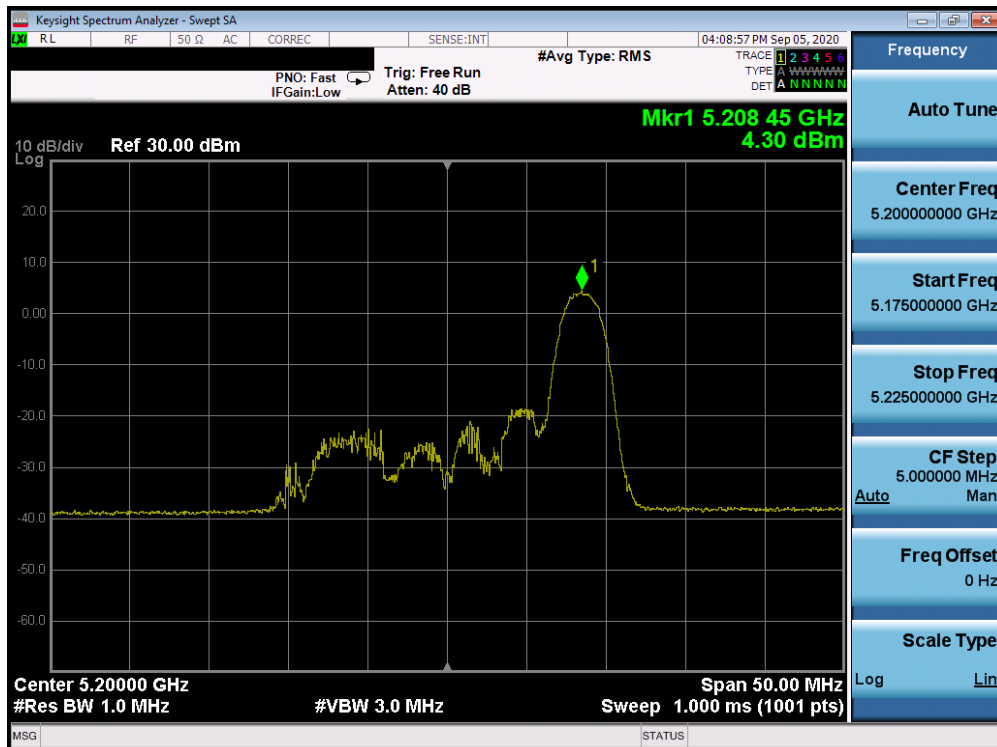 Keysight Spectrum Analyzer - Swept SA
LXI RL RF 50 Ω AC CORREC SENSE:INT 04:08:57 PM Sep 05, 2020
PNO: Fast
IFGain:Low
Trig: Free Run
Atten: 40 dB
#Avg Type: RMS
TRACE 1 2 3 4 5 6
TYPE A WWWWW
DET A N N N N N
Mkr1 5.208 45 GHz
4.30 dBm
10 dB/div Ref 30.00 dBm
Log
20.0
10.0
0.00
-10.0
-20.0
-30.0
-40.0
-50.0
-60.0
1
Center 5.20000 GHz Span 50.00 MHz
#Res BW 1.0 MHz #VBW 3.0 MHz Sweep 1.000 ms (1001 pts)
MSG STATUS
Frequency
Auto Tune
Center Freq
5.200000000 GHz
Start Freq
5.175000000 GHz
Stop Freq
5.225000000 GHz
CF Step
5.000000 MHz
Auto Man
Freq Offset
0 Hz
Scale Type
Log Lin